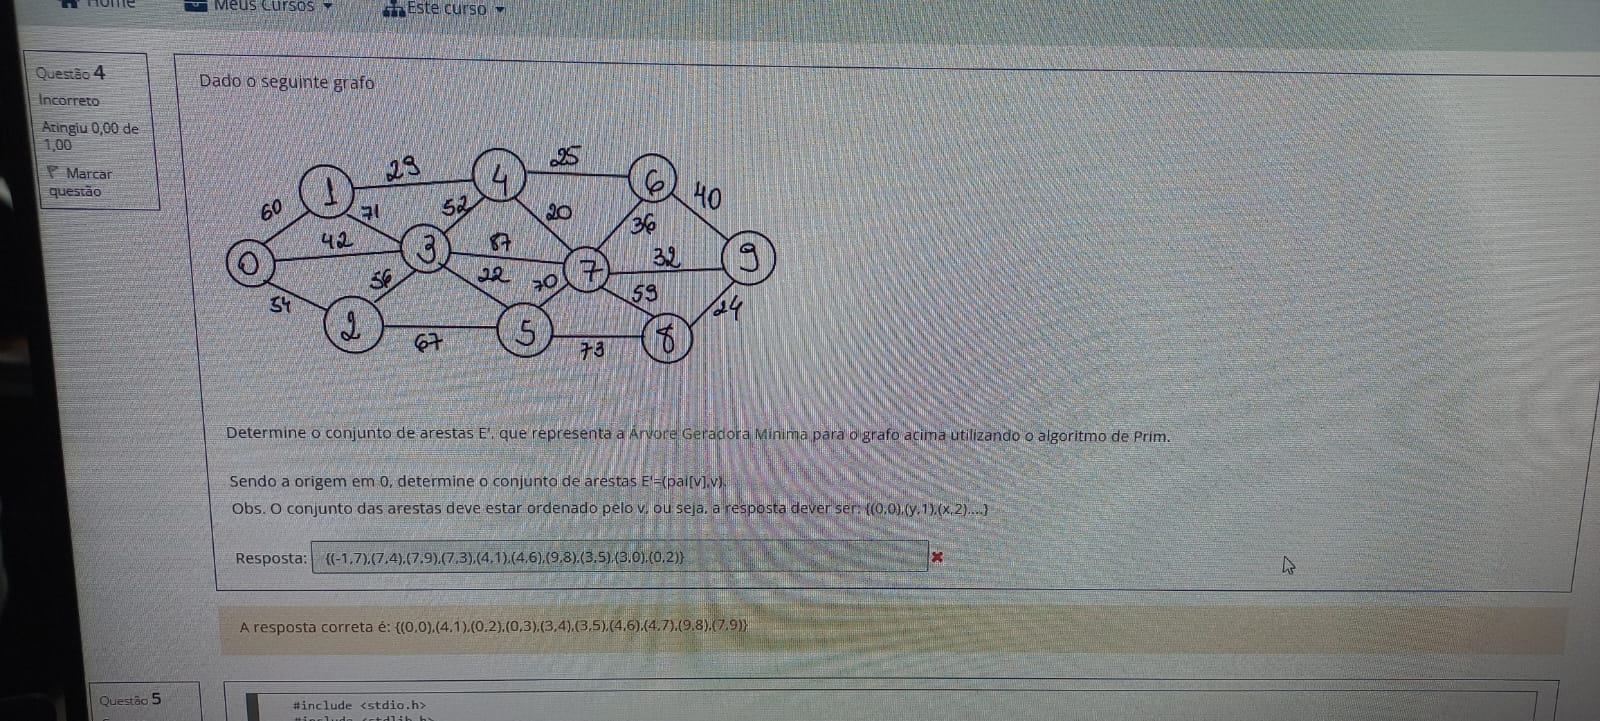 Home Meus Cursos Este curso
Questão 4
Incorreto
Atingiu 0,00 de
1,00
Marcar
questão
Dado o seguinte grafo
29
25
1
4
6
40
60
71
52
20
36
42
3
87
32
9
0
56
22
70
7
59
54
24
2
5
8
67
73
Determine o conjunto de arestas E', que representa a Árvore Geradora Mínima para o grafo acima utilizando o algoritmo de Prim.
Sendo a origem em 0, determine o conjunto de arestas E'=(pai[v],v).
Obs. O conjunto das arestas deve estar ordenado pelo v, ou seja, a resposta dever ser: {(0,0),(y,1),(x,2),...}
Resposta: {(-1,7),(7,4),(7,9),(7,3),(4,1),(4,6),(9,8),(3,5),(3,0),(0,2)}
A resposta correta é: {(0,0),(4,1),(0,2),(0,3),(3,4),(3,5),(4,6),(4,7),(9,8),(7,9)}
Questão 5
#include <stdio.h>
#include <stdlib.h>